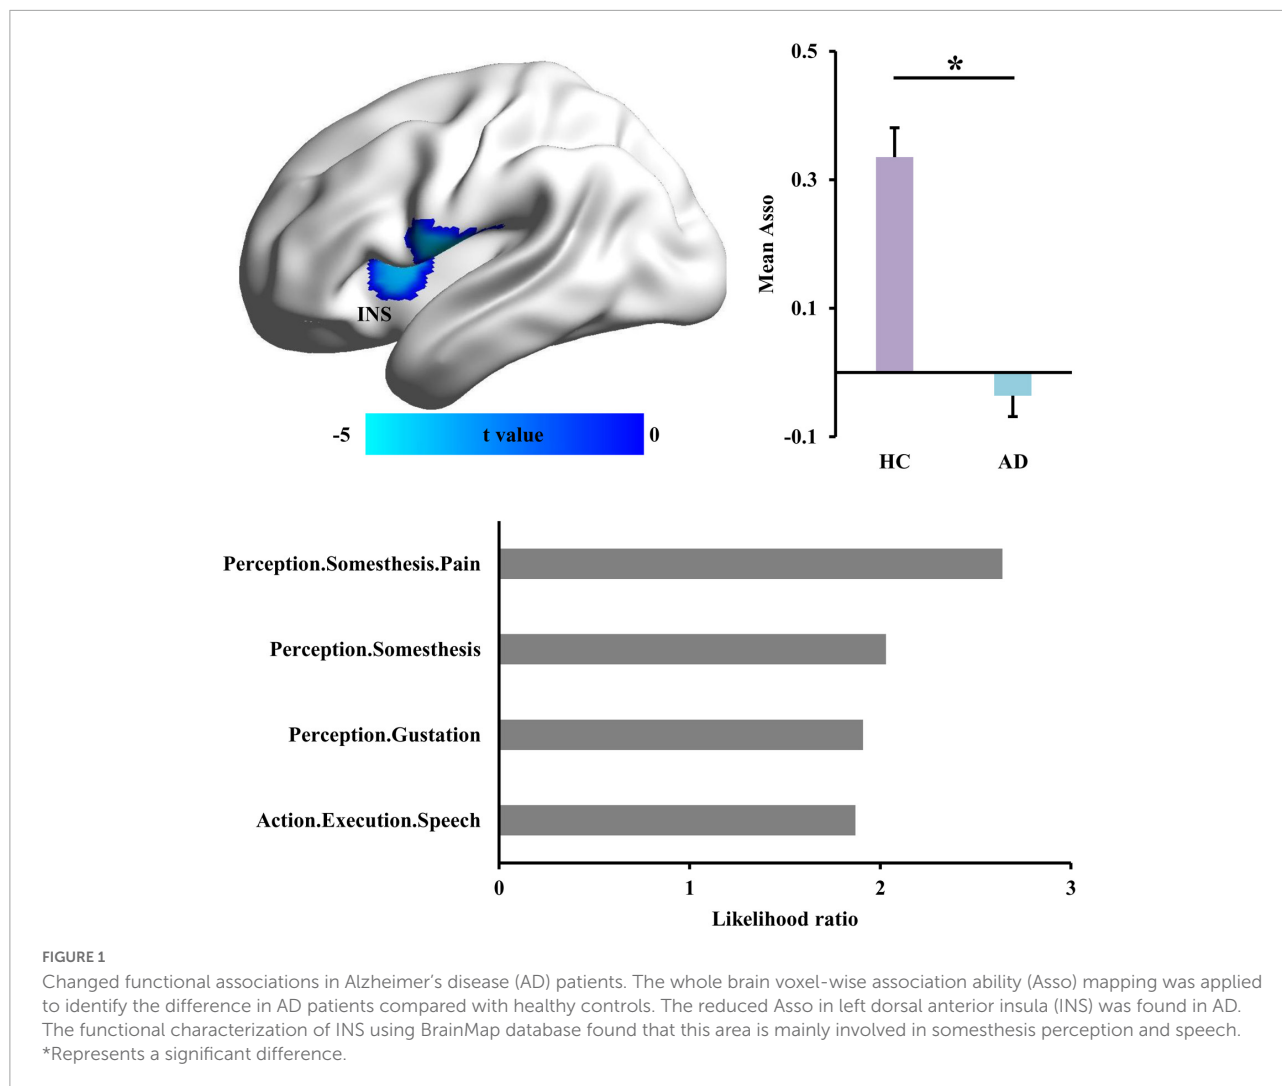 0.5
*
0.3
Mean Asso
0.1
INS
-5
t value
0
-0.1
HC
AD
Perception.Somesthesis.Pain
Perception.Somesthesis
Perception.Gustation
Action.Execution.Speech
0
1
2
3
Likelihood ratio
FIGURE 1
Changed functional associations in Alzheimer’s disease (AD) patients. The whole brain voxel-wise association ability (Asso) mapping was applied
to identify the difference in AD patients compared with healthy controls. The reduced Asso in left dorsal anterior insula (INS) was found in AD.
The functional characterization of INS using BrainMap database found that this area is mainly involved in somesthesis perception and speech.
*Represents a significant difference.